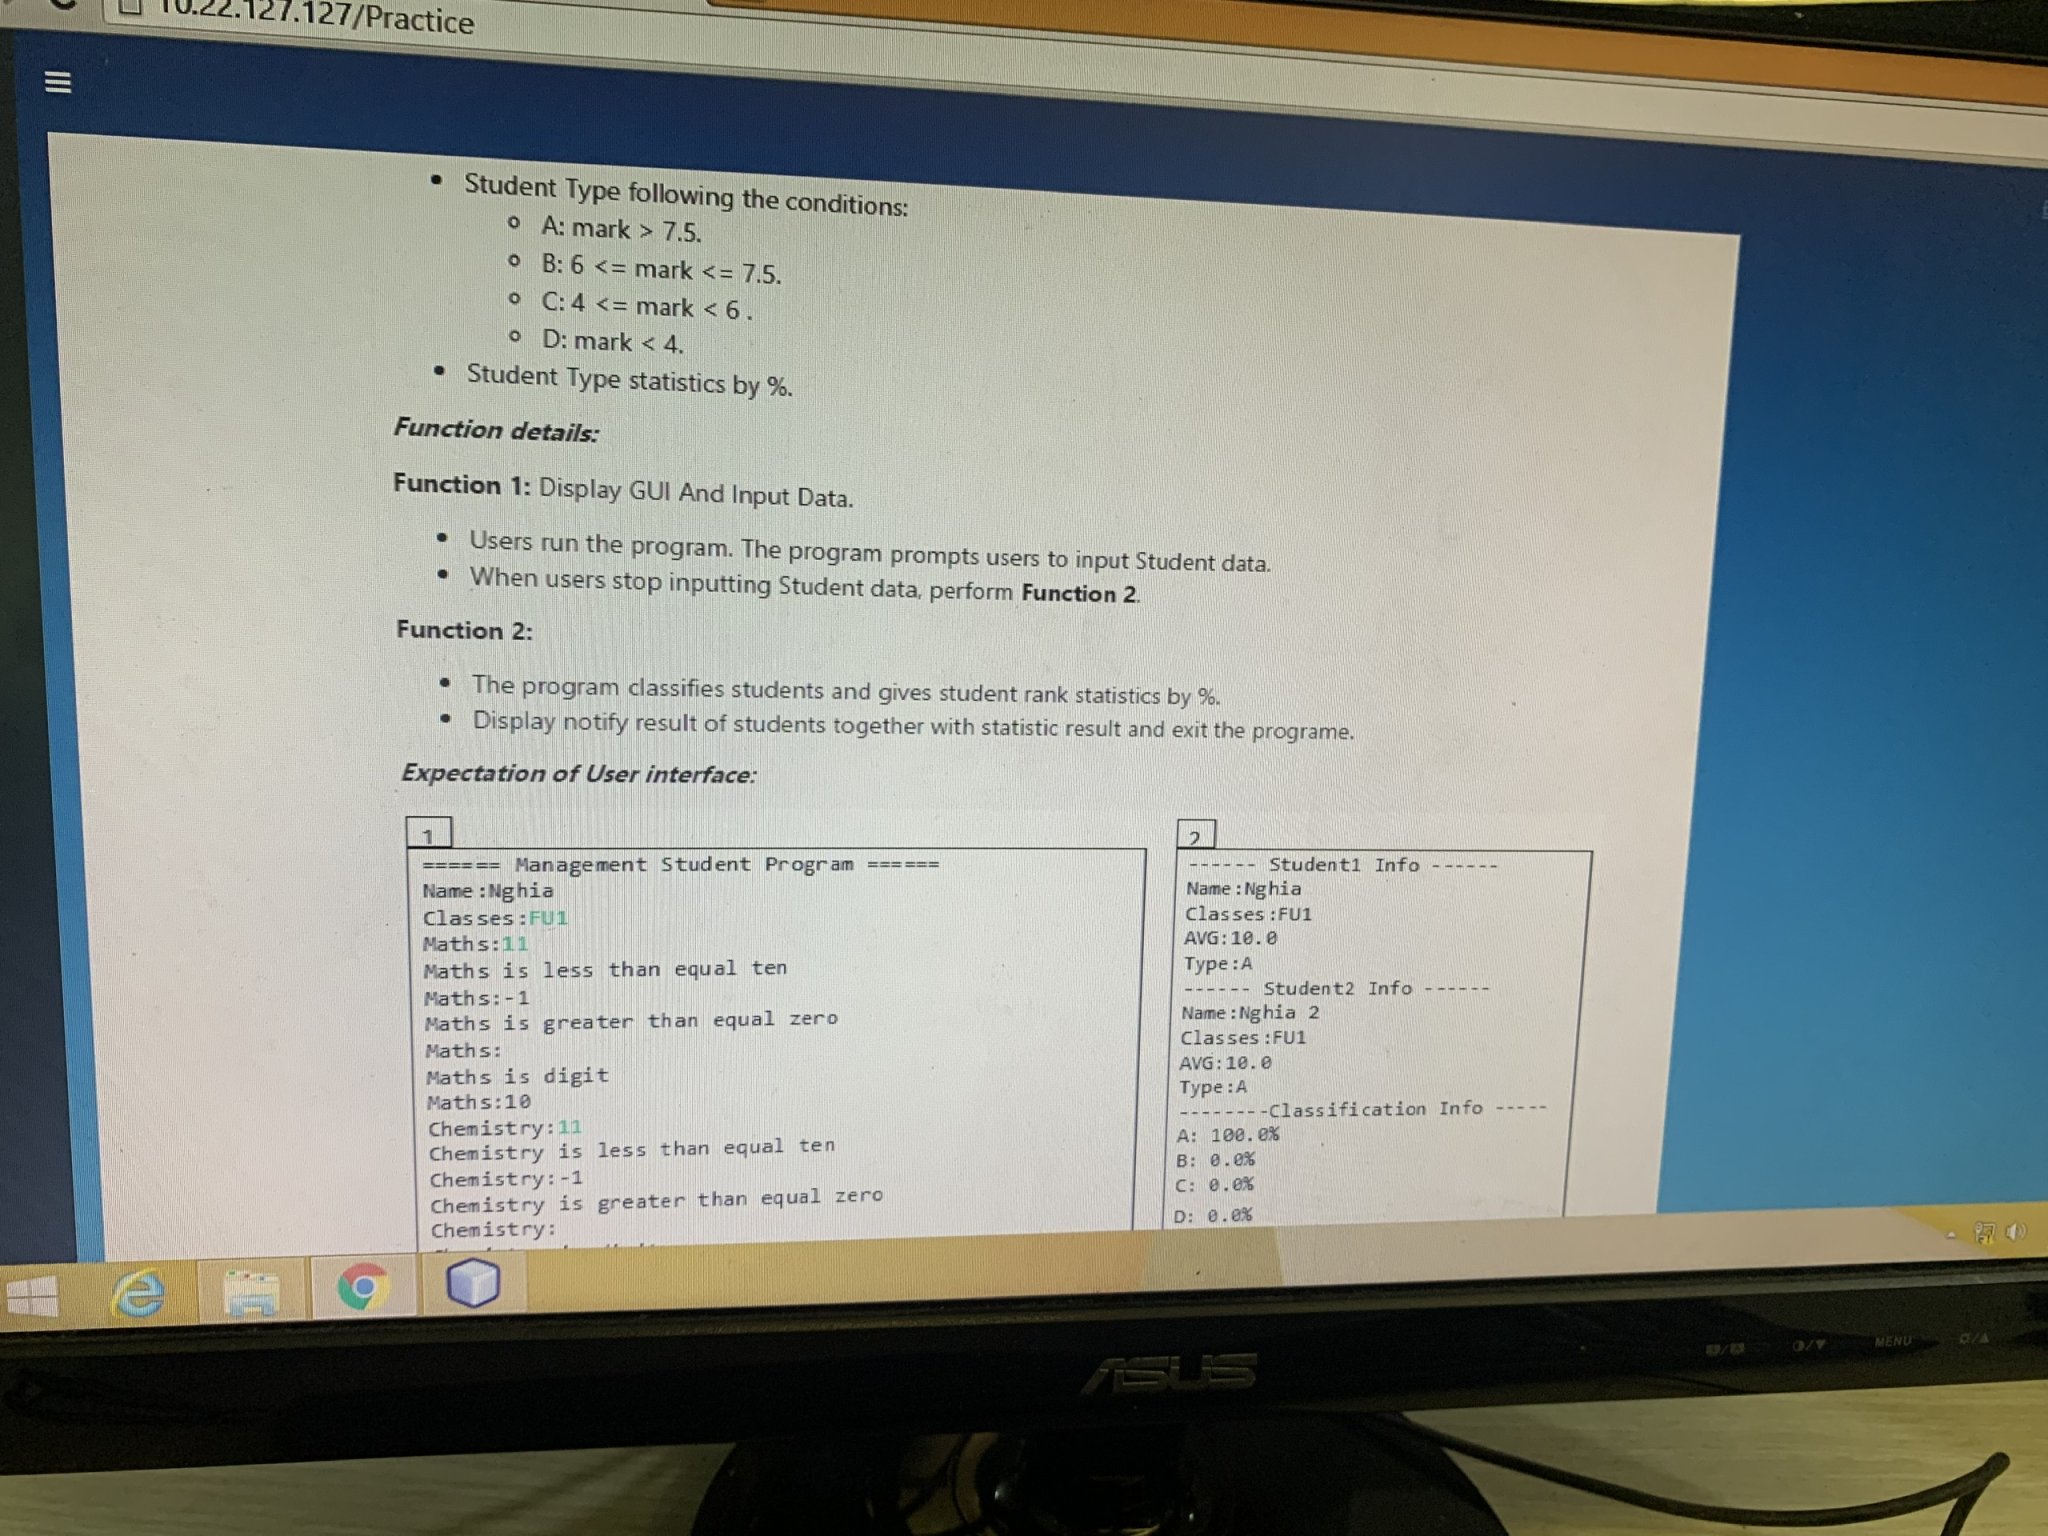 10.22.127.127/Practice
• Student Type following the conditions:
o A: mark > 7.5.
o B: 6 <= mark <= 7.5.
o C: 4 <= mark < 6 .
o D: mark < 4.
• Student Type statistics by %.
Function details:
Function 1: Display GUI And Input Data.
• Users run the program. The program prompts users to input Student data.
• When users stop inputting Student data, perform Function 2.
Function 2:
• The program classifies students and gives student rank statistics by %.
• Display notify result of students together with statistic result and exit the programe.
Expectation of User interface:
1
====== Management Student Program ======
Name:Nghia
Classes:FU1
Maths:11
Maths is less than equal ten
Maths:-1
Maths is greater than equal zero
Maths:
Maths is digit
Maths:10
Chemistry:11
Chemistry is less than equal ten
Chemistry:-1
Chemistry is greater than equal zero
Chemistry:
2
------ Student1 Info ------
Name:Nghia
Classes:FU1
AVG:10.0
Type:A
------ Student2 Info ------
Name:Nghia 2
Classes:FU1
AVG:10.0
Type:A
--------Classification Info -----
A: 100.0%
B: 0.0%
C: 0.0%
D: 0.0%
ASUS
MENU